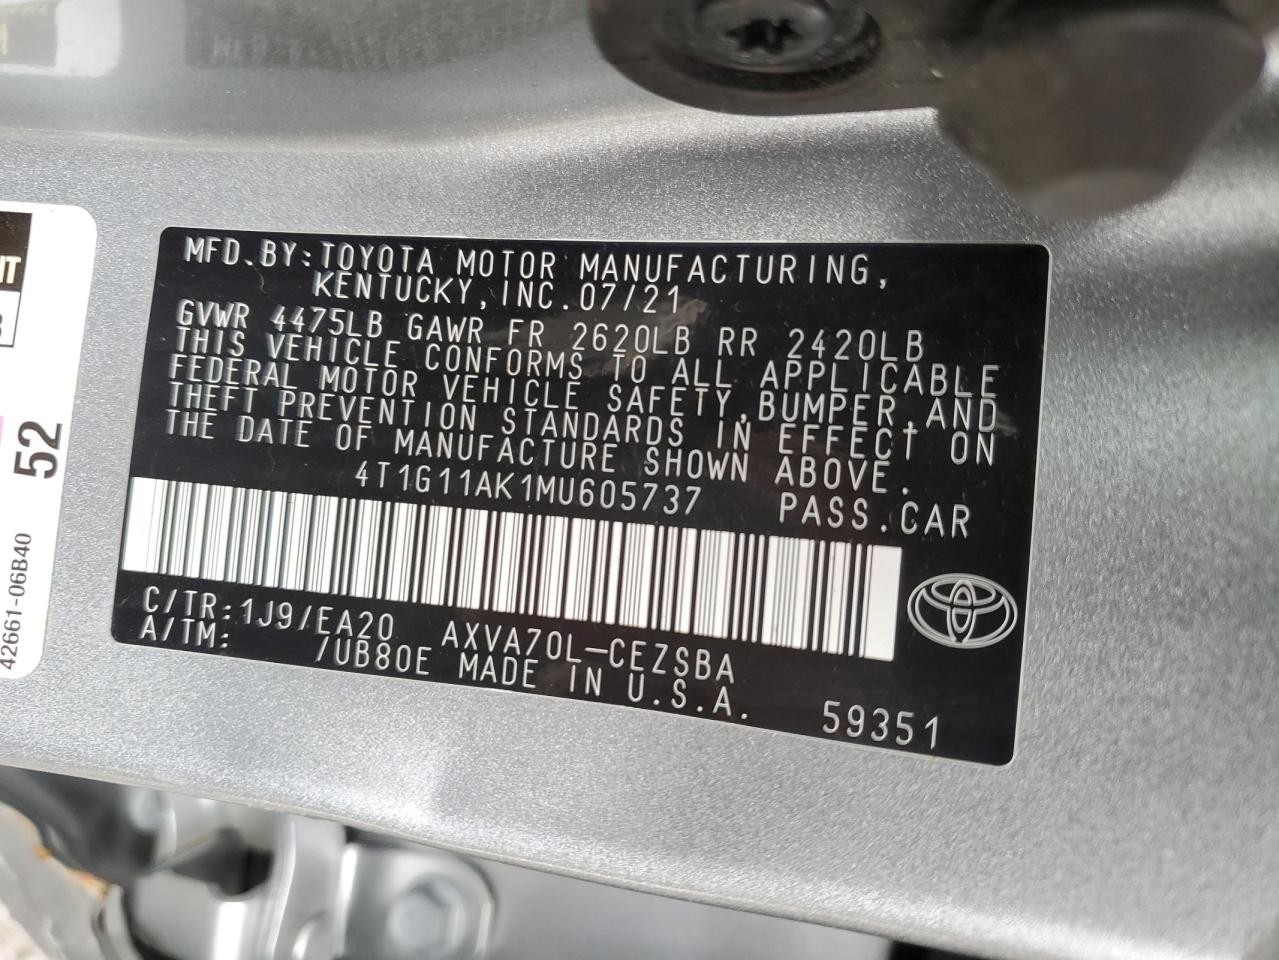 MFD.BY:TOYOTA MOTOR MANUFACTURING,
KENTUCKY,INC.07/21
GVWR 4475LB GAWR FR 2620LB RR 2420LB
THIS VEHICLE CONFORMS TO ALL APPLICABLE
FEDERAL MOTOR VEHICLE SAFETY,BUMPER,AND
THEFT PREVENTION STANDARDS IN EFFECT ON
THE DATE OF MANUFACTURE SHOWN ABOVE.
4T1G11AK1MU605737 PASS.CAR
C/TR:1J9/EA20 AXVA70L-CEZSBA
A/TM: /UB80E MADE IN U.S.A.
59351
52
42661-06B40